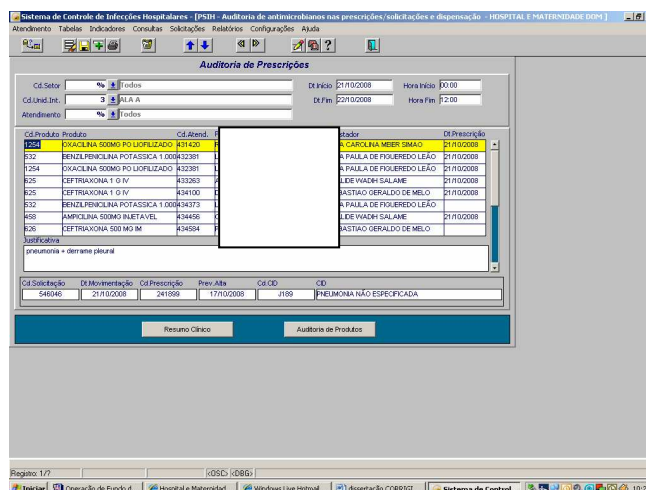 Sistema de Controle de Infecções Hospitalares - [PSIH - Auditoria de antimicrobianos nas prescrições/solicitações e dispensação - HOSPITAL E MATERNIDADE DOM ]
Atendimento Tabelas Indicadores Consultas Solicitações Relatórios Configurações Ajuda
Auditoria de Prescrições
Cd.Setor % Todos Dt.Início 21/10/2008 Hora Início 00:00
Cd.Unid.Int. 3 ALA A Dt.Fim 22/10/2008 Hora Fim 12:00
Atendimento % Todos
Cd.Produto Produto Cd.Atend. stador Dt.Prescrição
1254 OXACILINA 500MG PO LIOFILIZADO 431420 A CAROLINA MEIER SIMAO 21/10/2008
532 BENZILPENICILINA POTASSICA 1.000 432381 A PAULA DE FIGUEREDO LEÃO 21/10/2008
1254 OXACILINA 500MG PO LIOFILIZADO 432381 A PAULA DE FIGUEREDO LEÃO 21/10/2008
625 CEFTRIAXONA 1 G IV 433263 LIDE WADIH SALAME 21/10/2008
625 CEFTRIAXONA 1 G IV 434100 BASTIAO GERALDO DE MELO 21/10/2008
532 BENZILPENICILINA POTASSICA 1.000 434373 A PAULA DE FIGUEREDO LEÃO
458 AMPICILINA 500MG INJETAVEL 434456 LIDE WADIH SALAME 21/10/2008
626 CEFTRIAXONA 500 MG IM 434584 BASTIAO GERALDO DE MELO
Justificativa
pneumonia + derrame pleural
Cd.Solicitação Dt.Movimentação Cd.Prescrição Prev.Alta Cd.CID CID
546046 21/10/2008 241899 17/10/2008 J189 PNEUMONIA NÃO ESPECIFICADA
Resumo Clínico Auditoria de Produtos
Registro: 1/? <OSC> <DBG>
Iniciar Operação de Fundo d... Hospital e Maternidad... Windows Live Hotmail ... dissertação CORRIGI... Sistema de Control...